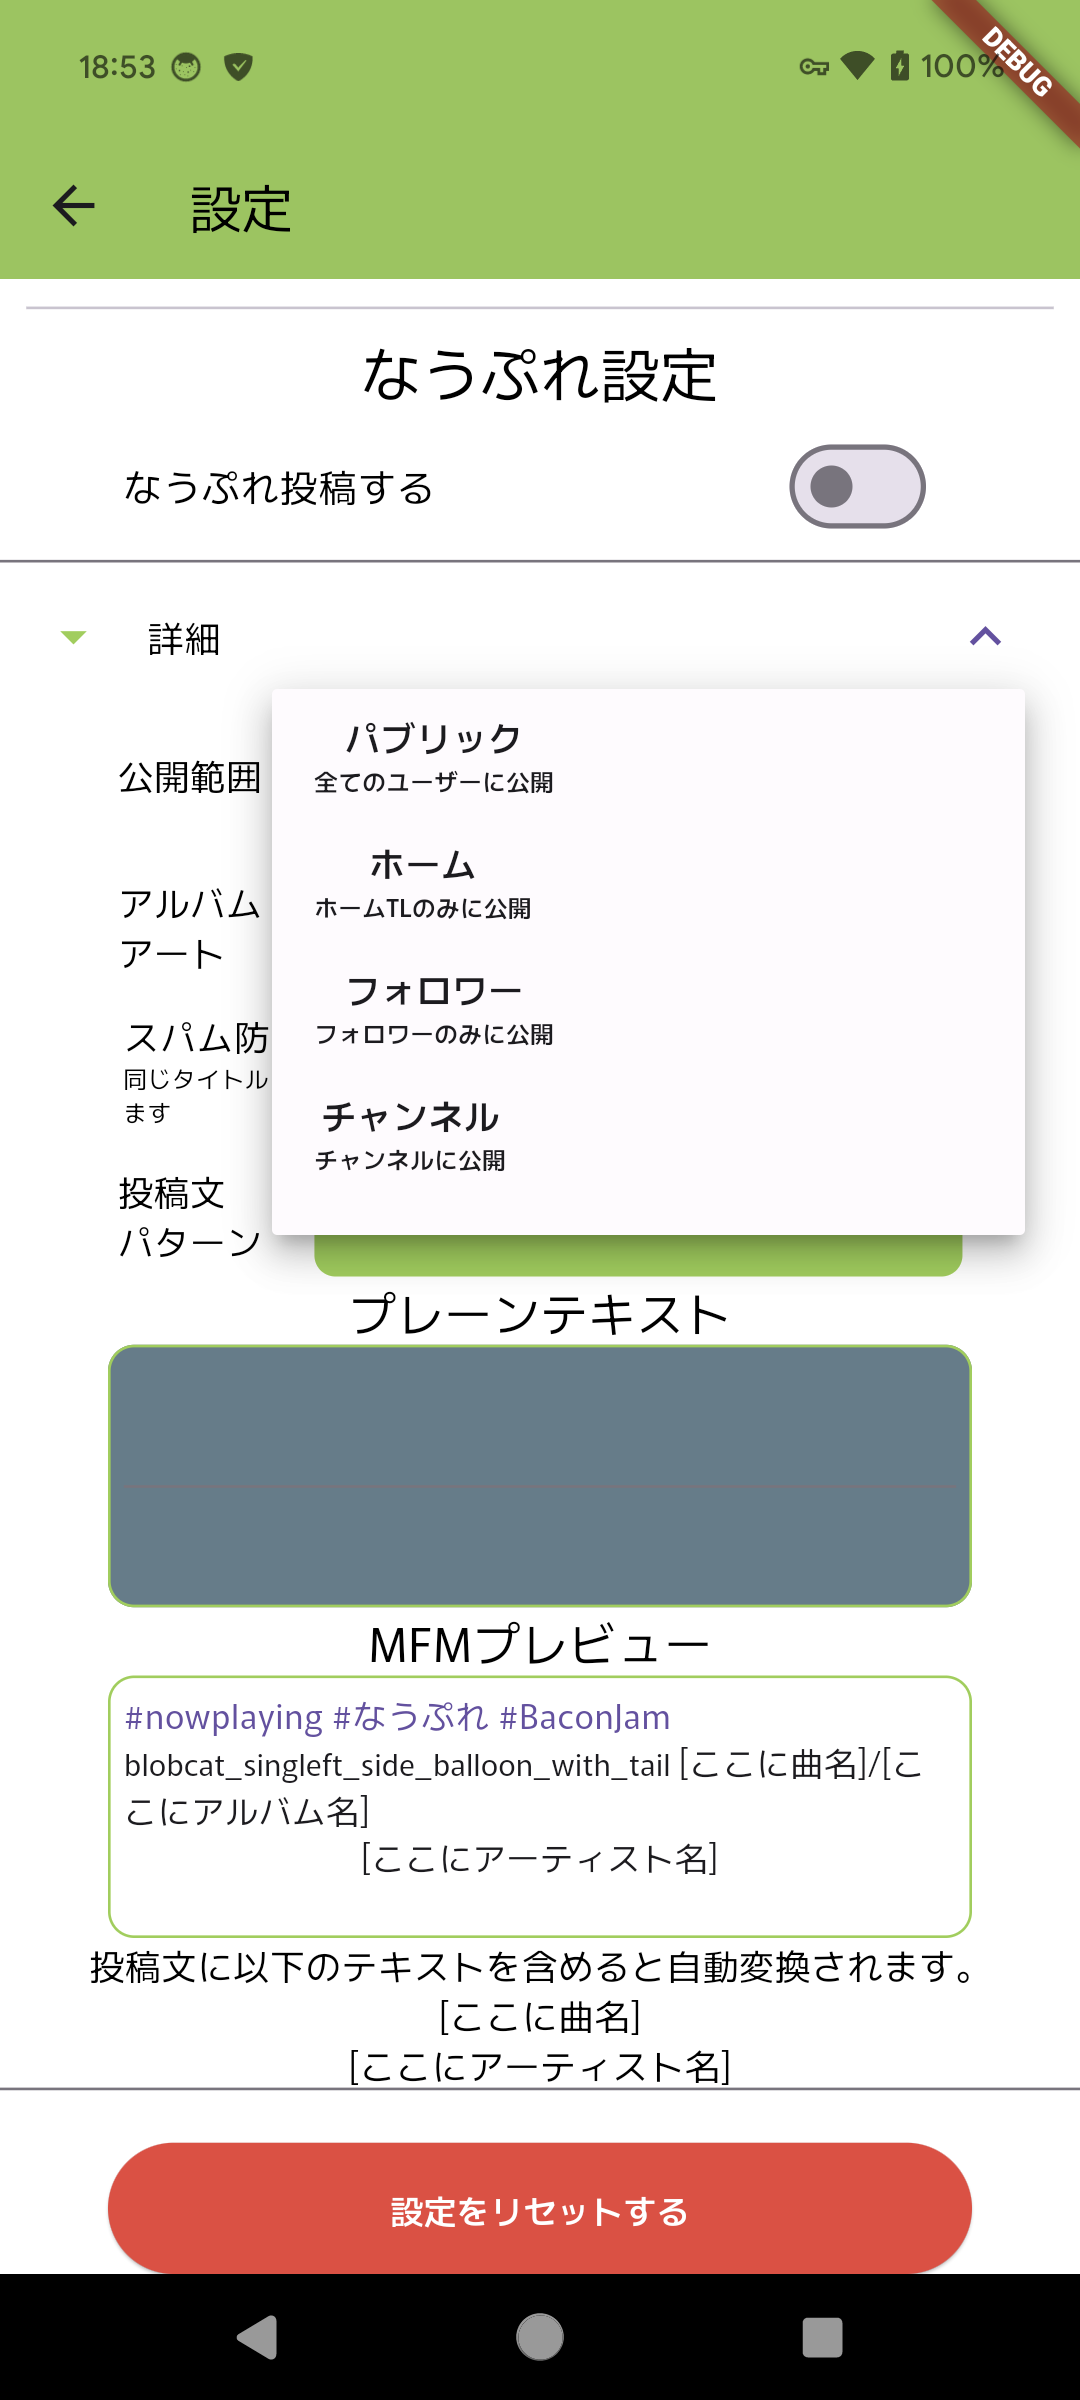 18:53
100%
DEBUG
設定
なうぷれ設定
なうぷれ投稿する
詳細
公開範囲
パブリック
全てのユーザーに公開
ホーム
ホームTLのみに公開
フォロワー
フォロワーのみに公開
チャンネル
チャンネルに公開
アルバム
アート
スパム防
同じタイトル
ます
投稿文
パターン
プレーンテキスト
MFMプレビュー
#nowplaying #なうぷれ #BaconJam
blobcat_singleft_side_balloon_with_tail [ここに曲名]/[こ
こにアルバム名]
[ここにアーティスト名]
投稿文に以下のテキストを含めると自動変換されます。
[ここに曲名]
[ここにアーティスト名]
設定をリセットする